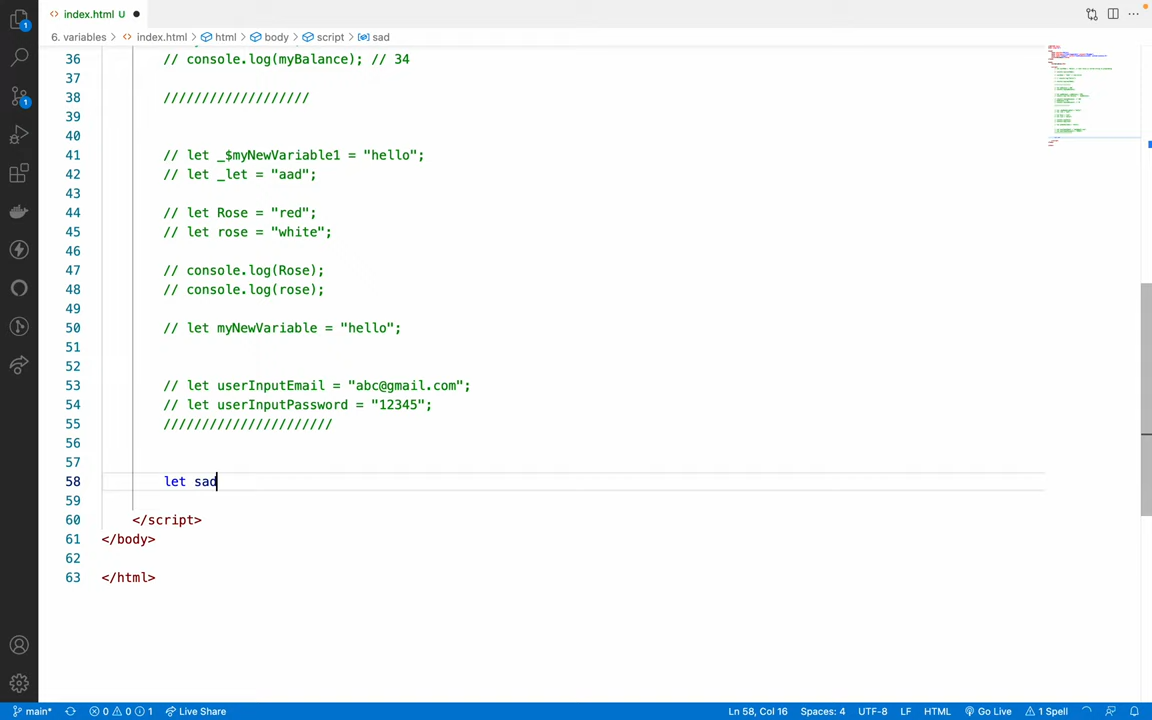 index.html U
6. variables > index.html > html > body > script > sad
36 // console.log(myBalance); // 34
37
38 ///////////////////
39
40
41 // let _$myNewVariable1 = "hello";
42 // let _let = "aad";
43
44 // let Rose = "red";
45 // let rose = "white";
46
47 // console.log(Rose);
48 // console.log(rose);
49
50 // let myNewVariable = "hello";
51
52
53 // let userInputEmail = "abc@gmail.com";
54 // let userInputPassword = "12345";
55 //////////////////////
56
57
58 let sad
59
60 </script>
61 </body>
62
63 </html>
1
1
main* 0 0 1 Live Share Ln 58, Col 16 Spaces: 4 UTF-8 LF HTML Go Live 1 Spell